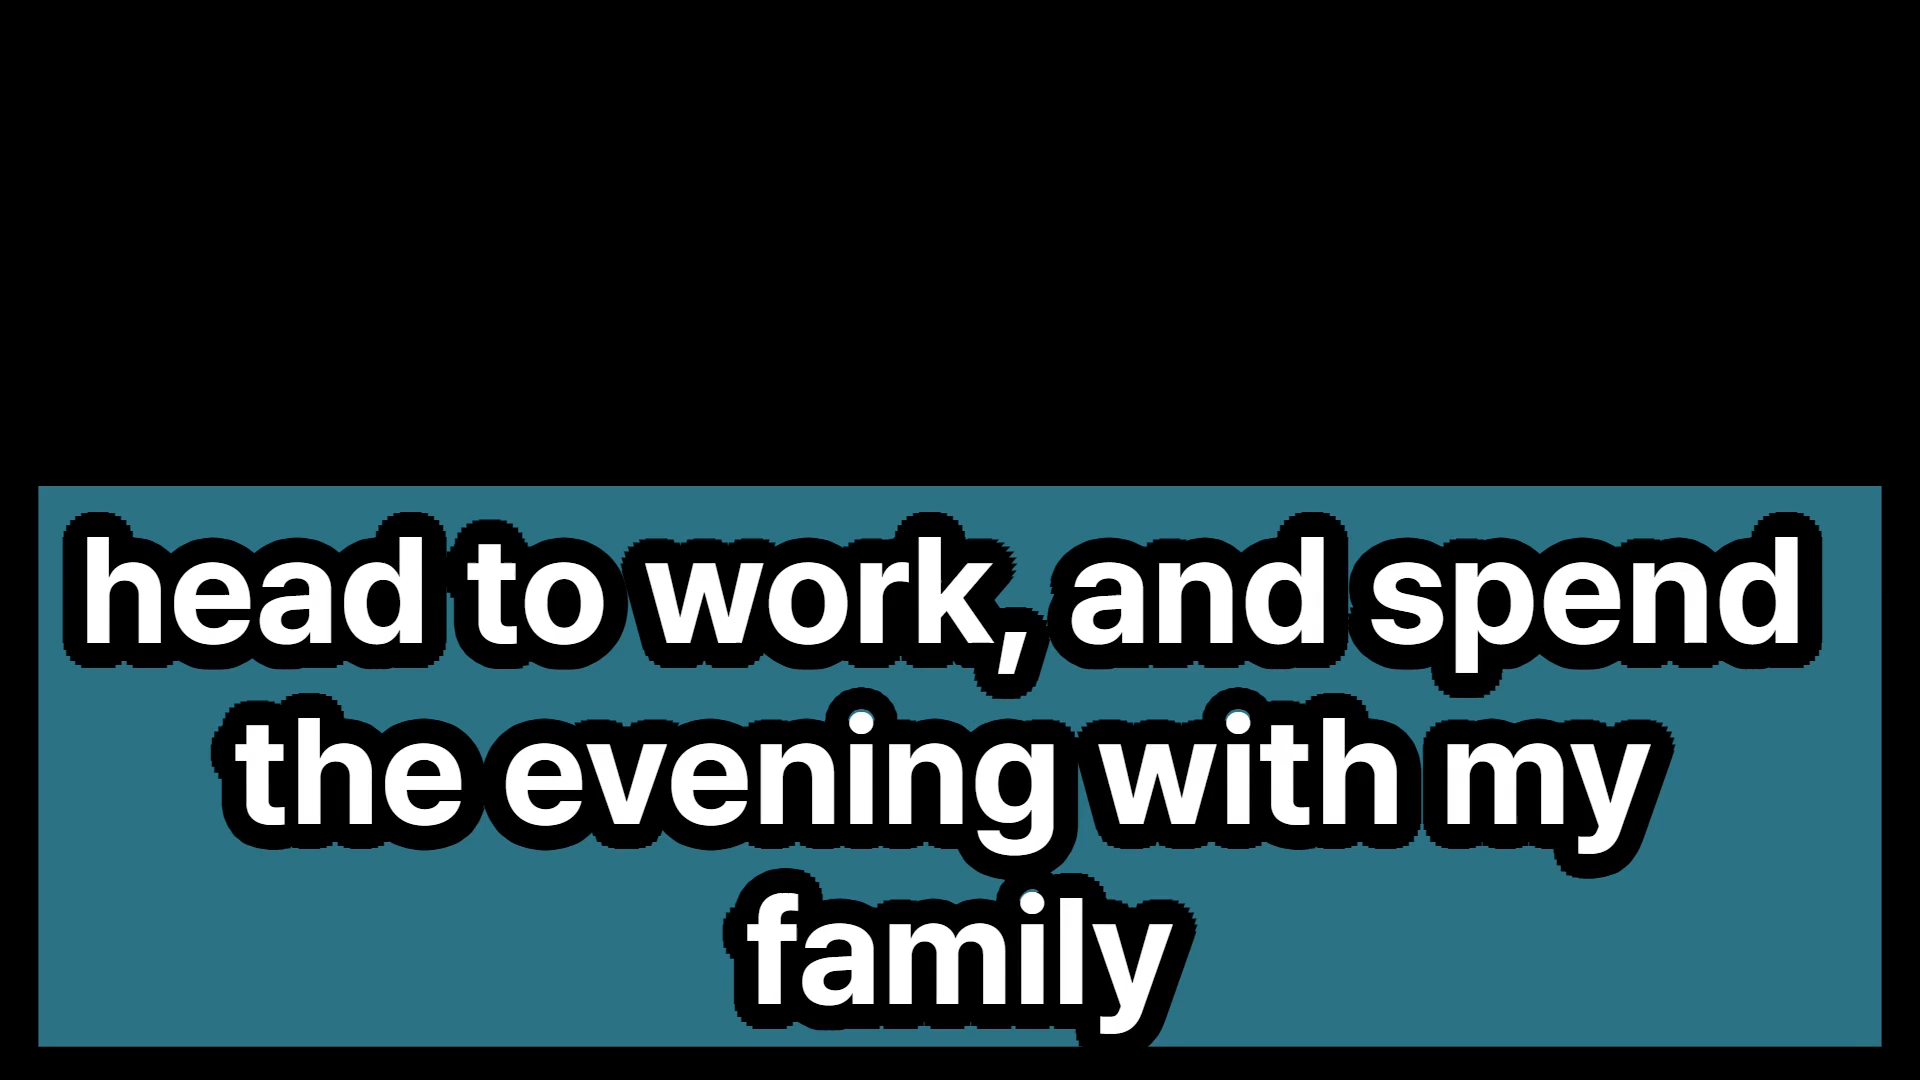 head to work, and spend
the evening with my
family